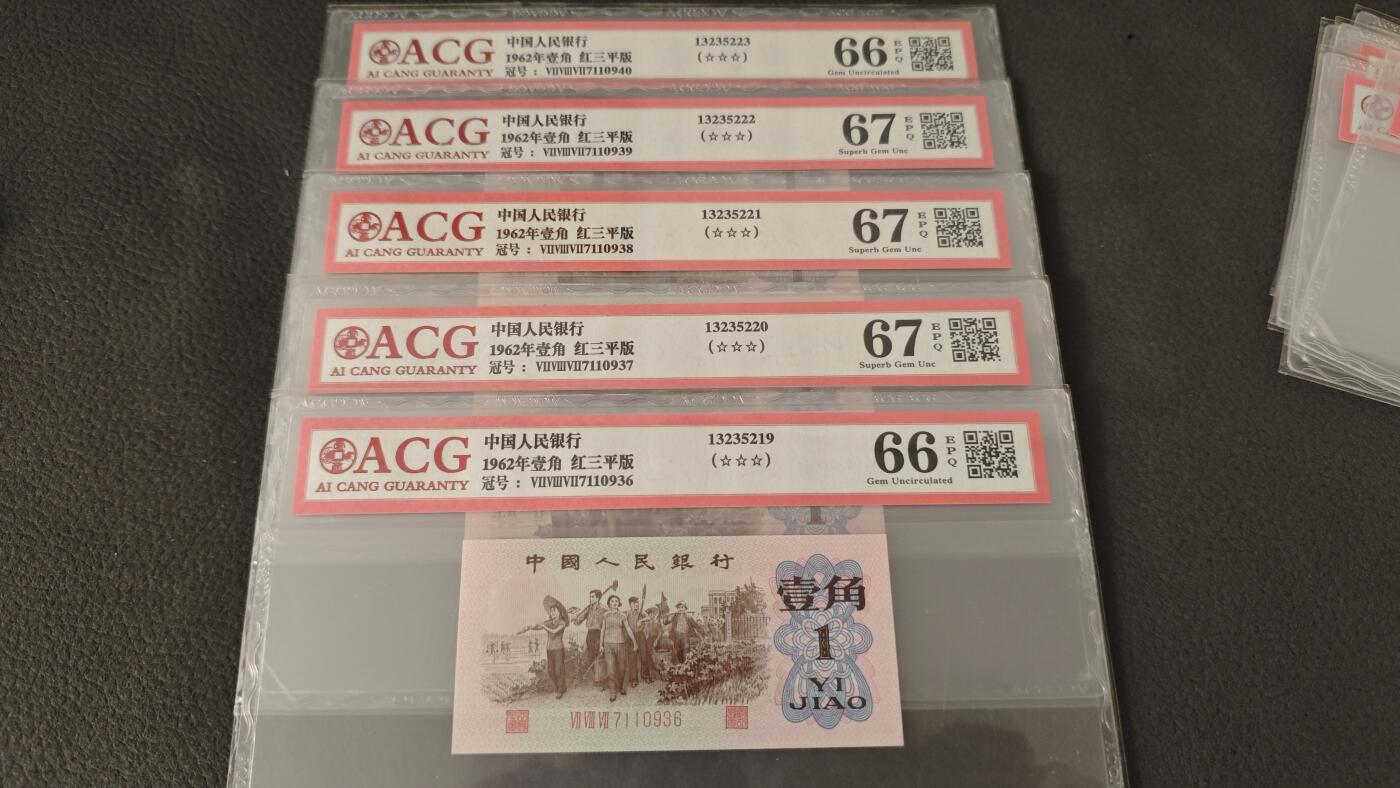 ACG
AI CANG GUARANTY
中国人民银行
1962年壹角 红三平版
冠号：ⅦⅧⅦ7110940
13235223
(☆☆☆)
66
EPQ
Gem Uncirculated
ACG
AI CANG GUARANTY
中国人民银行
1962年壹角 红三平版
冠号：ⅦⅧⅦ7110939
13235222
(☆☆☆)
67
EPQ
Superb Gem Unc
ACG
AI CANG GUARANTY
中国人民银行
1962年壹角 红三平版
冠号：ⅦⅧⅦ7110938
13235221
(☆☆☆)
67
EPQ
Superb Gem Unc
ACG
AI CANG GUARANTY
中国人民银行
1962年壹角 红三平版
冠号：ⅦⅧⅦ7110937
13235220
(☆☆☆)
67
EPQ
Superb Gem Unc
ACG
AI CANG GUARANTY
中国人民银行
1962年壹角 红三平版
冠号：ⅦⅧⅦ7110936
13235219
(☆☆☆)
66
EPQ
Gem Uncirculated
中國人民銀行
壹角
1
YI
JIAO
ⅦⅧⅦ7110936